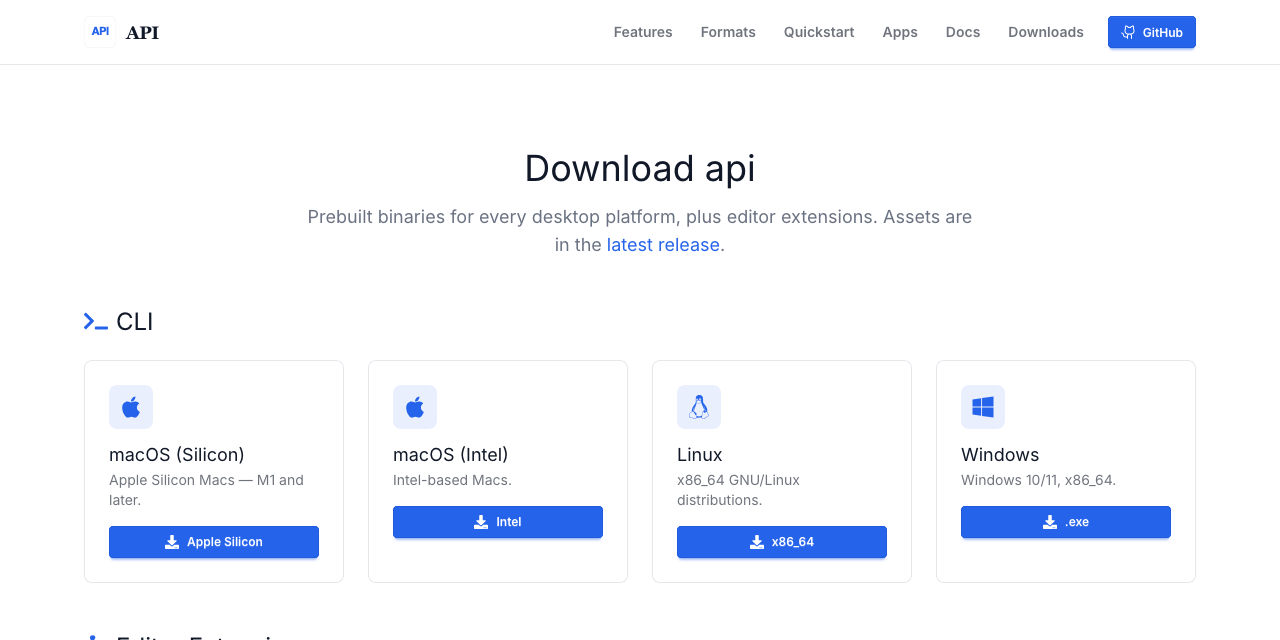 API API
Features Formats Quickstart Apps Docs Downloads GitHub
Download api
Prebuilt binaries for every desktop platform, plus editor extensions. Assets are
in the latest release.
CLI
macOS (Silicon)
Apple Silicon Macs — M1 and
later.
Apple Silicon
macOS (Intel)
Intel-based Macs.
Intel
Linux
x86_64 GNU/Linux
distributions.
x86_64
Windows
Windows 10/11, x86_64.
.exe